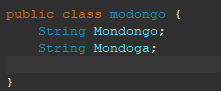 public class modongo {
String Mondongo;
String Mondoga;
}